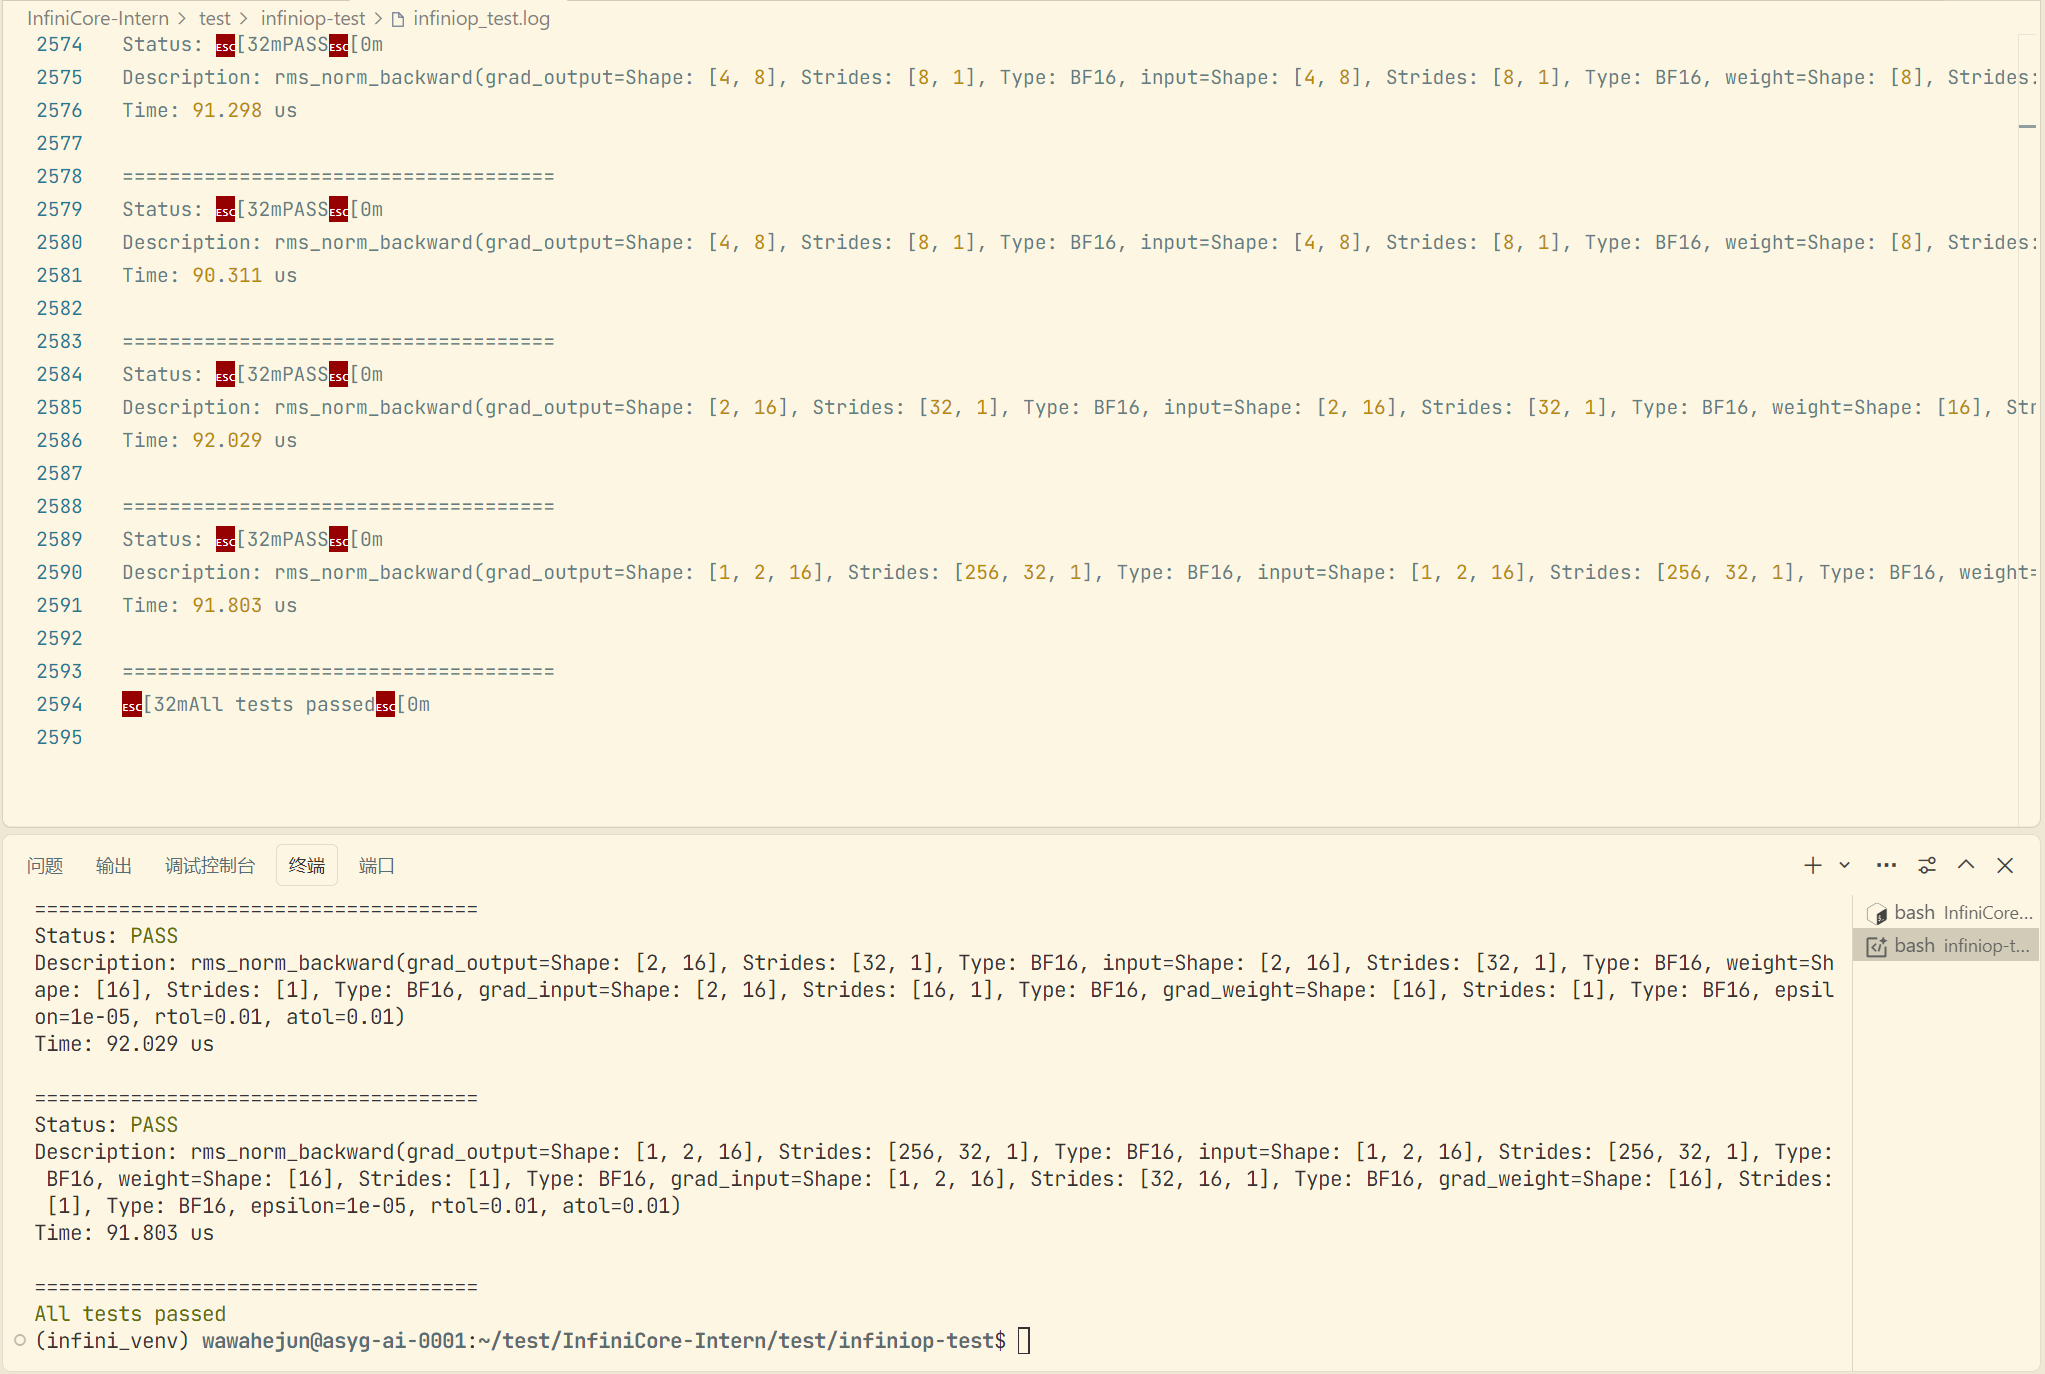 InfiniCore-Intern > test > infiniop-test > infiniop_test.log
2574 Status: ESC[32mPASSESC[0m
2575 Description: rms_norm_backward(grad_output=Shape: [4, 8], Strides: [8, 1], Type: BF16, input=Shape: [4, 8], Strides: [8, 1], Type: BF16, weight=Shape: [8], Strides:
2576 Time: 91.298 us
2577
2578 =====================================
2579 Status: ESC[32mPASSESC[0m
2580 Description: rms_norm_backward(grad_output=Shape: [4, 8], Strides: [8, 1], Type: BF16, input=Shape: [4, 8], Strides: [8, 1], Type: BF16, weight=Shape: [8], Strides:
2581 Time: 90.311 us
2582
2583 =====================================
2584 Status: ESC[32mPASSESC[0m
2585 Description: rms_norm_backward(grad_output=Shape: [2, 16], Strides: [32, 1], Type: BF16, input=Shape: [2, 16], Strides: [32, 1], Type: BF16, weight=Shape: [16], Str
2586 Time: 92.029 us
2587
2588 =====================================
2589 Status: ESC[32mPASSESC[0m
2590 Description: rms_norm_backward(grad_output=Shape: [1, 2, 16], Strides: [256, 32, 1], Type: BF16, input=Shape: [1, 2, 16], Strides: [256, 32, 1], Type: BF16, weight=
2591 Time: 91.803 us
2592
2593 =====================================
2594 ESC[32mAll tests passedESC[0m
2595
问题 输出 调试控制台 终端 端口
=====================================
Status: PASS
Description: rms_norm_backward(grad_output=Shape: [2, 16], Strides: [32, 1], Type: BF16, input=Shape: [2, 16], Strides: [32, 1], Type: BF16, weight=Sh
ape: [16], Strides: [1], Type: BF16, grad_input=Shape: [2, 16], Strides: [16, 1], Type: BF16, grad_weight=Shape: [16], Strides: [1], Type: BF16, epsil
on=1e-05, rtol=0.01, atol=0.01)
Time: 92.029 us
=====================================
Status: PASS
Description: rms_norm_backward(grad_output=Shape: [1, 2, 16], Strides: [256, 32, 1], Type: BF16, input=Shape: [1, 2, 16], Strides: [256, 32, 1], Type:
BF16, weight=Shape: [16], Strides: [1], Type: BF16, grad_input=Shape: [1, 2, 16], Strides: [32, 16, 1], Type: BF16, grad_weight=Shape: [16], Strides:
[1], Type: BF16, epsilon=1e-05, rtol=0.01, atol=0.01)
Time: 91.803 us
=====================================
All tests passed
(infini_venv) wawahejun@asyg-ai-0001:~/test/InfiniCore-Intern/test/infiniop-test$
bash InfiniCore...
bash infiniop-t...